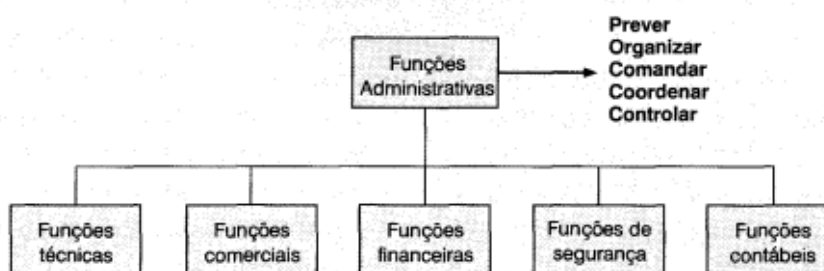 Prever
Organizar
Comandar
Coordenar
Controlar
Funções
Administrativas
Funções
técnicas
Funções
comerciais
Funções
financeiras
Funções de
segurança
Funções
contábeis